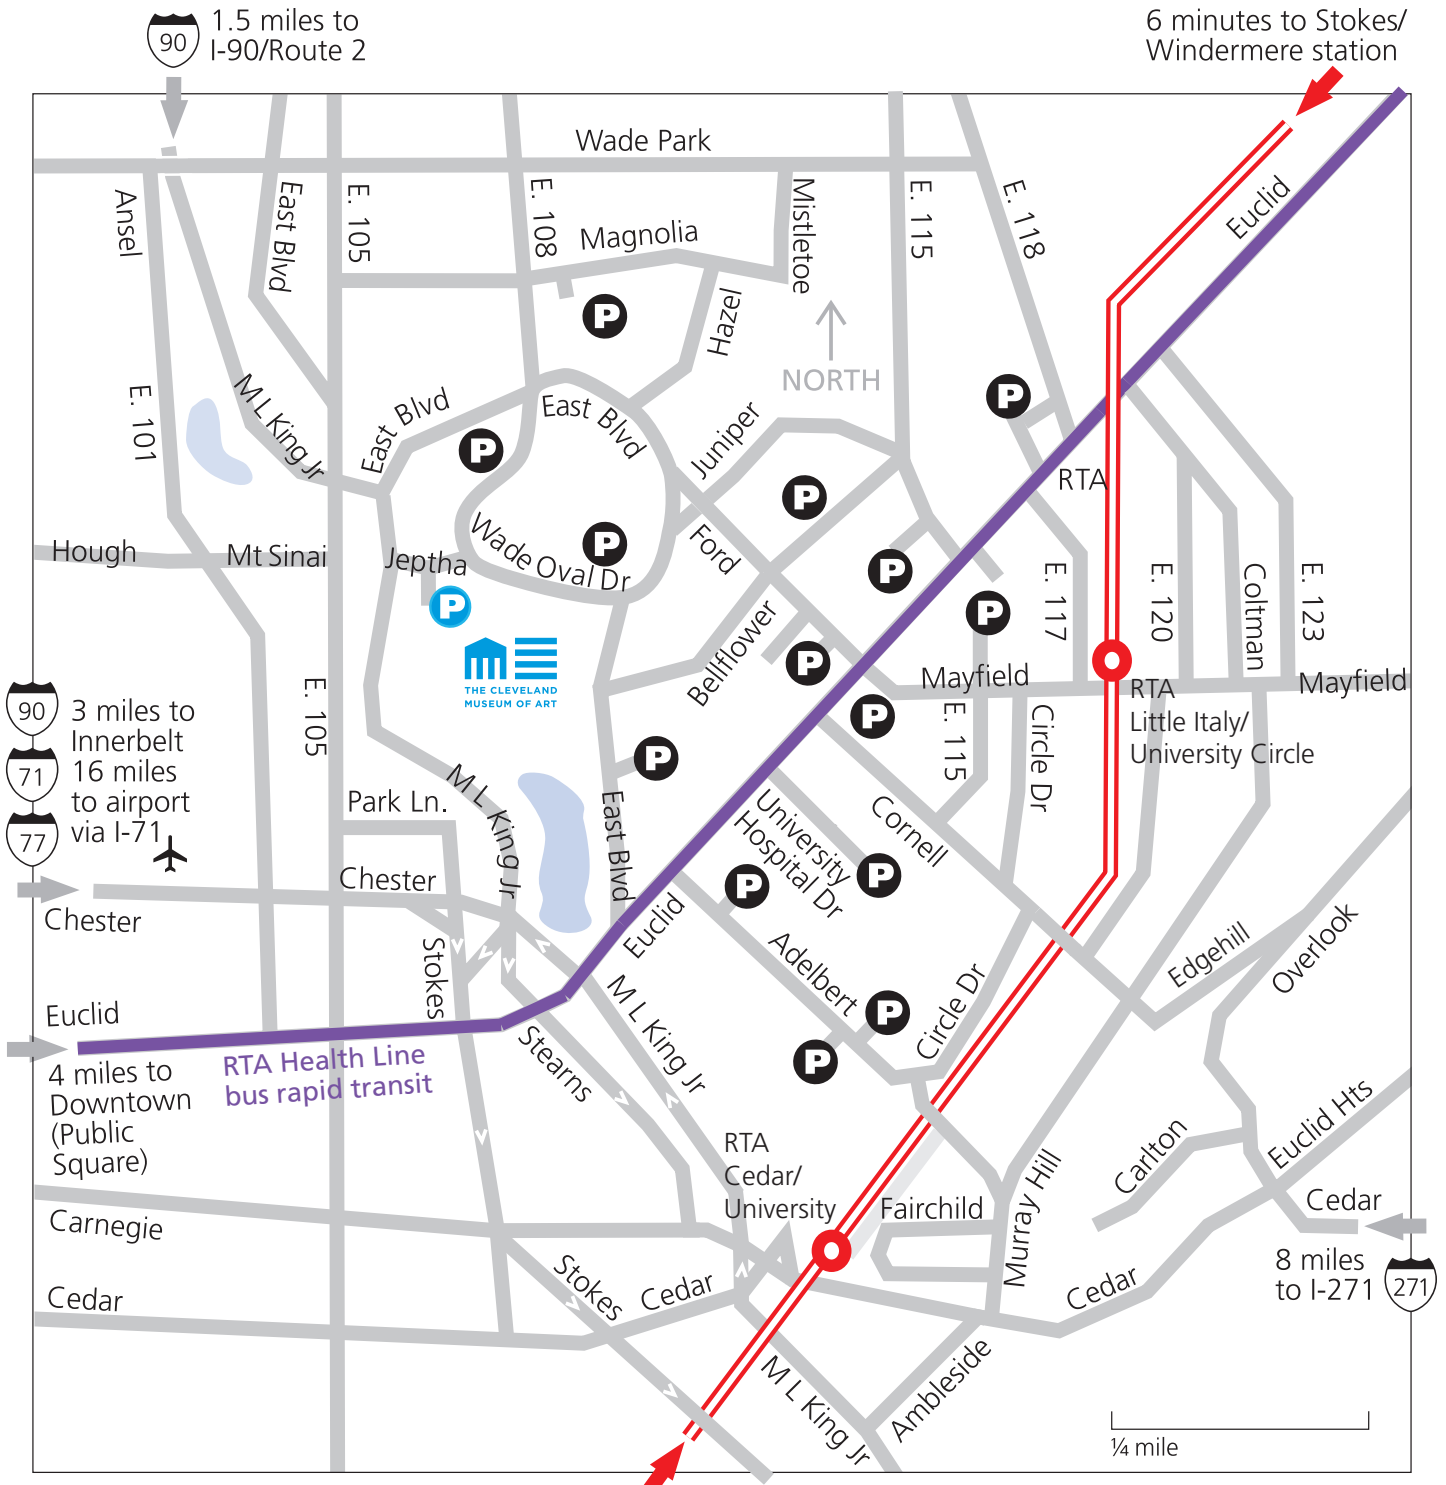 90
1.5 miles to
I-90/Route 2
6 minutes to Stokes/
Windermere station
Wade Park
Ansel
East Blvd
E. 105
E. 108
Magnolia
Mistletoe
E. 115
E. 118
Euclid
P
Hazel
NORTH
E. 101
M L King Jr
East Blvd
East Blvd
Juniper
P
P
P
RTA
Hough
Mt Sinai
Jeptha
Wade Oval Dr
P
Ford
P
P
P
E. 117
E. 120
Coltman
E. 123
THE CLEVELAND
MUSEUM OF ART
Bellflower
P
Mayfield
Mayfield
90
71
77
3 miles to
Innerbelt
16 miles
to airport
via I-71
E. 105
P
P
E. 115
Circle Dr
RTA
Little Italy/
University Circle
Park Ln.
M L King Jr
East Blvd
University
Hospital Dr
Cornell
P
P
Chester
Chester
Stokes
Euclid
Adelbert
Edgehill
Overlook
Euclid
RTA Health Line
bus rapid transit
4 miles to
Downtown
(Public
Square)
Stearns
M L King Jr
P
P
Circle Dr
Carlton
Euclid Hts
RTA
Cedar/
University
Fairchild
Murray Hill
Cedar
8 miles
to I-271
271
Carnegie
Cedar
Stokes
Cedar
Cedar
M L King Jr
Ambleside
¼ mile